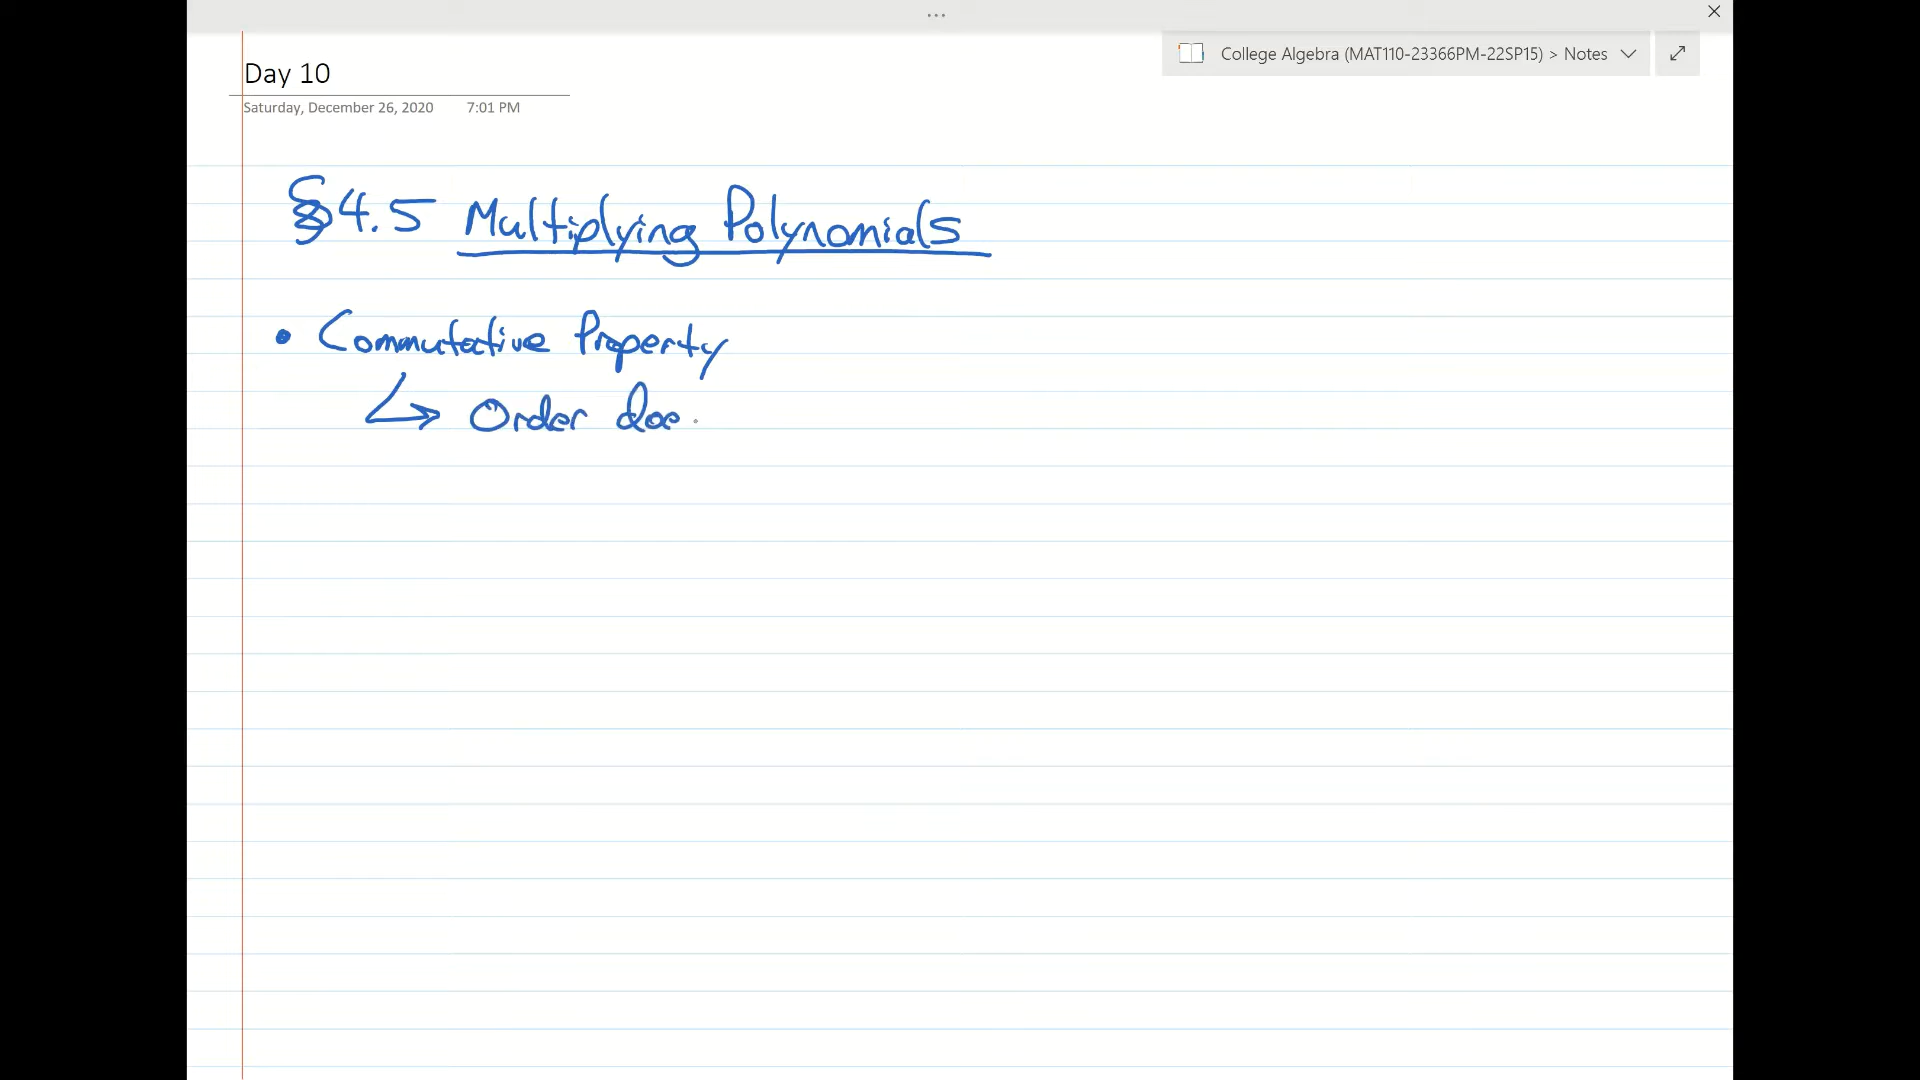 College Algebra (MAT110-23366PM-22SP15) > Notes
Day 10
Saturday, December 26, 2020 7:01 PM
§4.5 Multiplying Polynomials
• Commutative Property
↳ Order doe